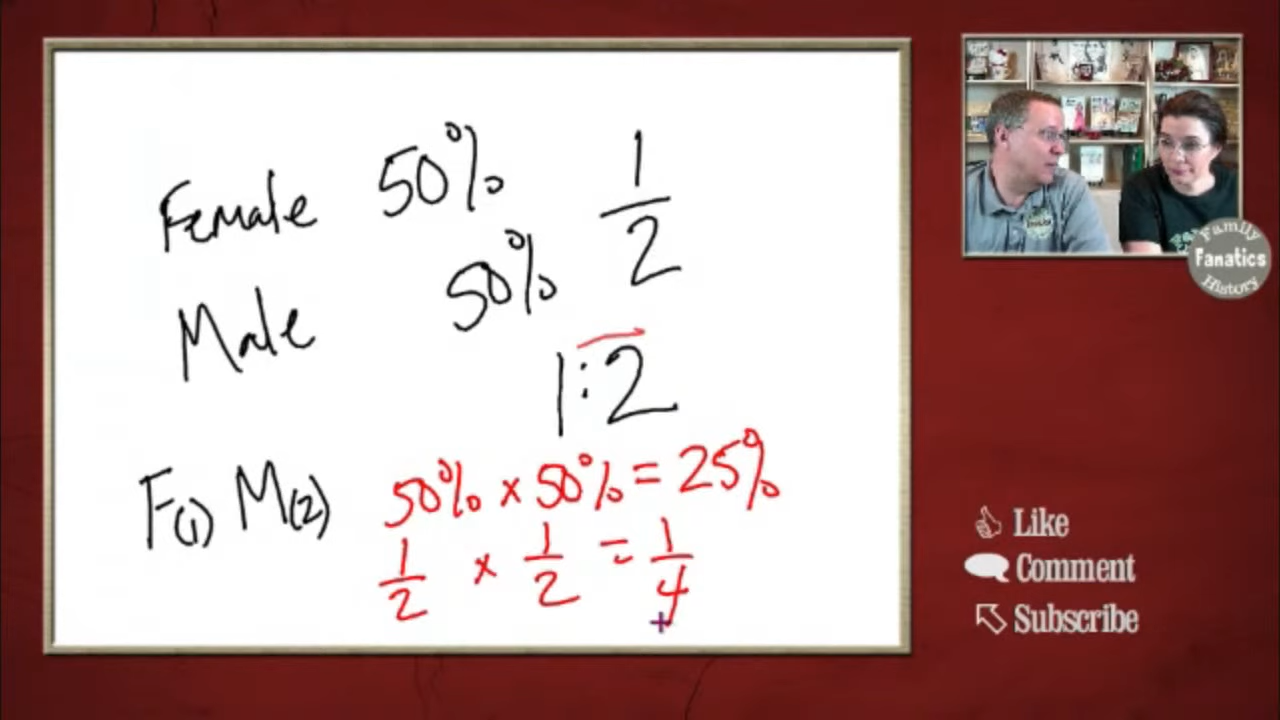 Female 50% 1/2
Male 50%
1:2
F(1) M(2) 50% x 50% = 25%
1/2 x 1/2 = 1/4
Family
Fanatics
History
Like
Comment
Subscribe